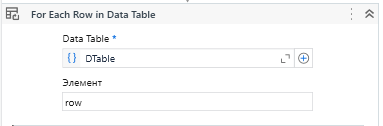 For Each Row in Data Table
Data Table *
{ } DTable
Элемент
row